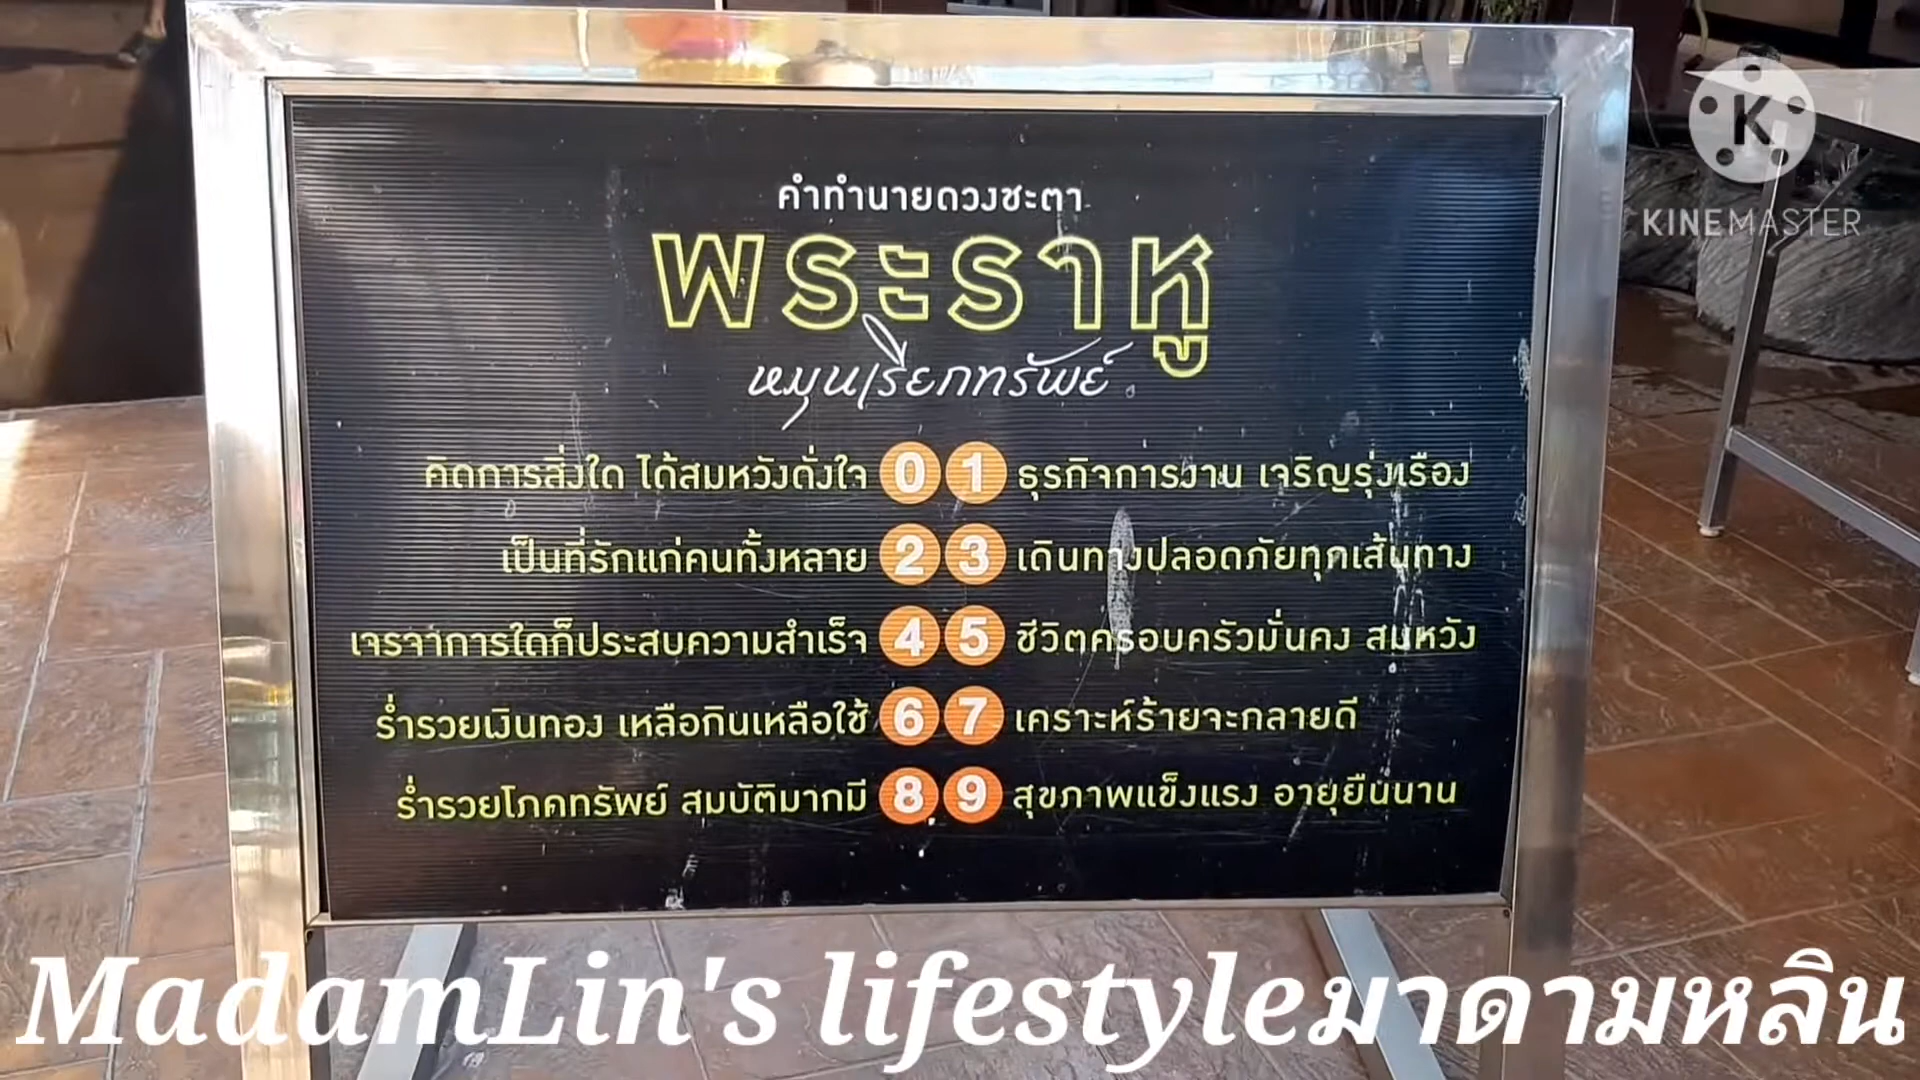 คำทำนายดวงชะตา
พระราหู
หมุนเรียกทรัพย์
คิดการสิ่งใด ได้สมหวังดั่งใจ 0 1 ธุรกิจการงาน เจริญรุ่งเรือง
เป็นที่รักแก่คนทั้งหลาย 2 3 เดินทางปลอดภัยทุกเส้นทาง
เจรจาการใดก็ประสบความสำเร็จ 4 5 ชีวิตครอบครัวมั่นคง สมหวัง
ร่ำรวยเงินทอง เหลือกินเหลือใช้ 6 7 เคราะห์ร้ายจะกลายดี
ร่ำรวยโภคทรัพย์ สมบัติมากมี 8 9 สุขภาพแข็งแรง อายุยืนนาน
K
KINEMASTER
MadamLin's lifestyleมาดามหลิน